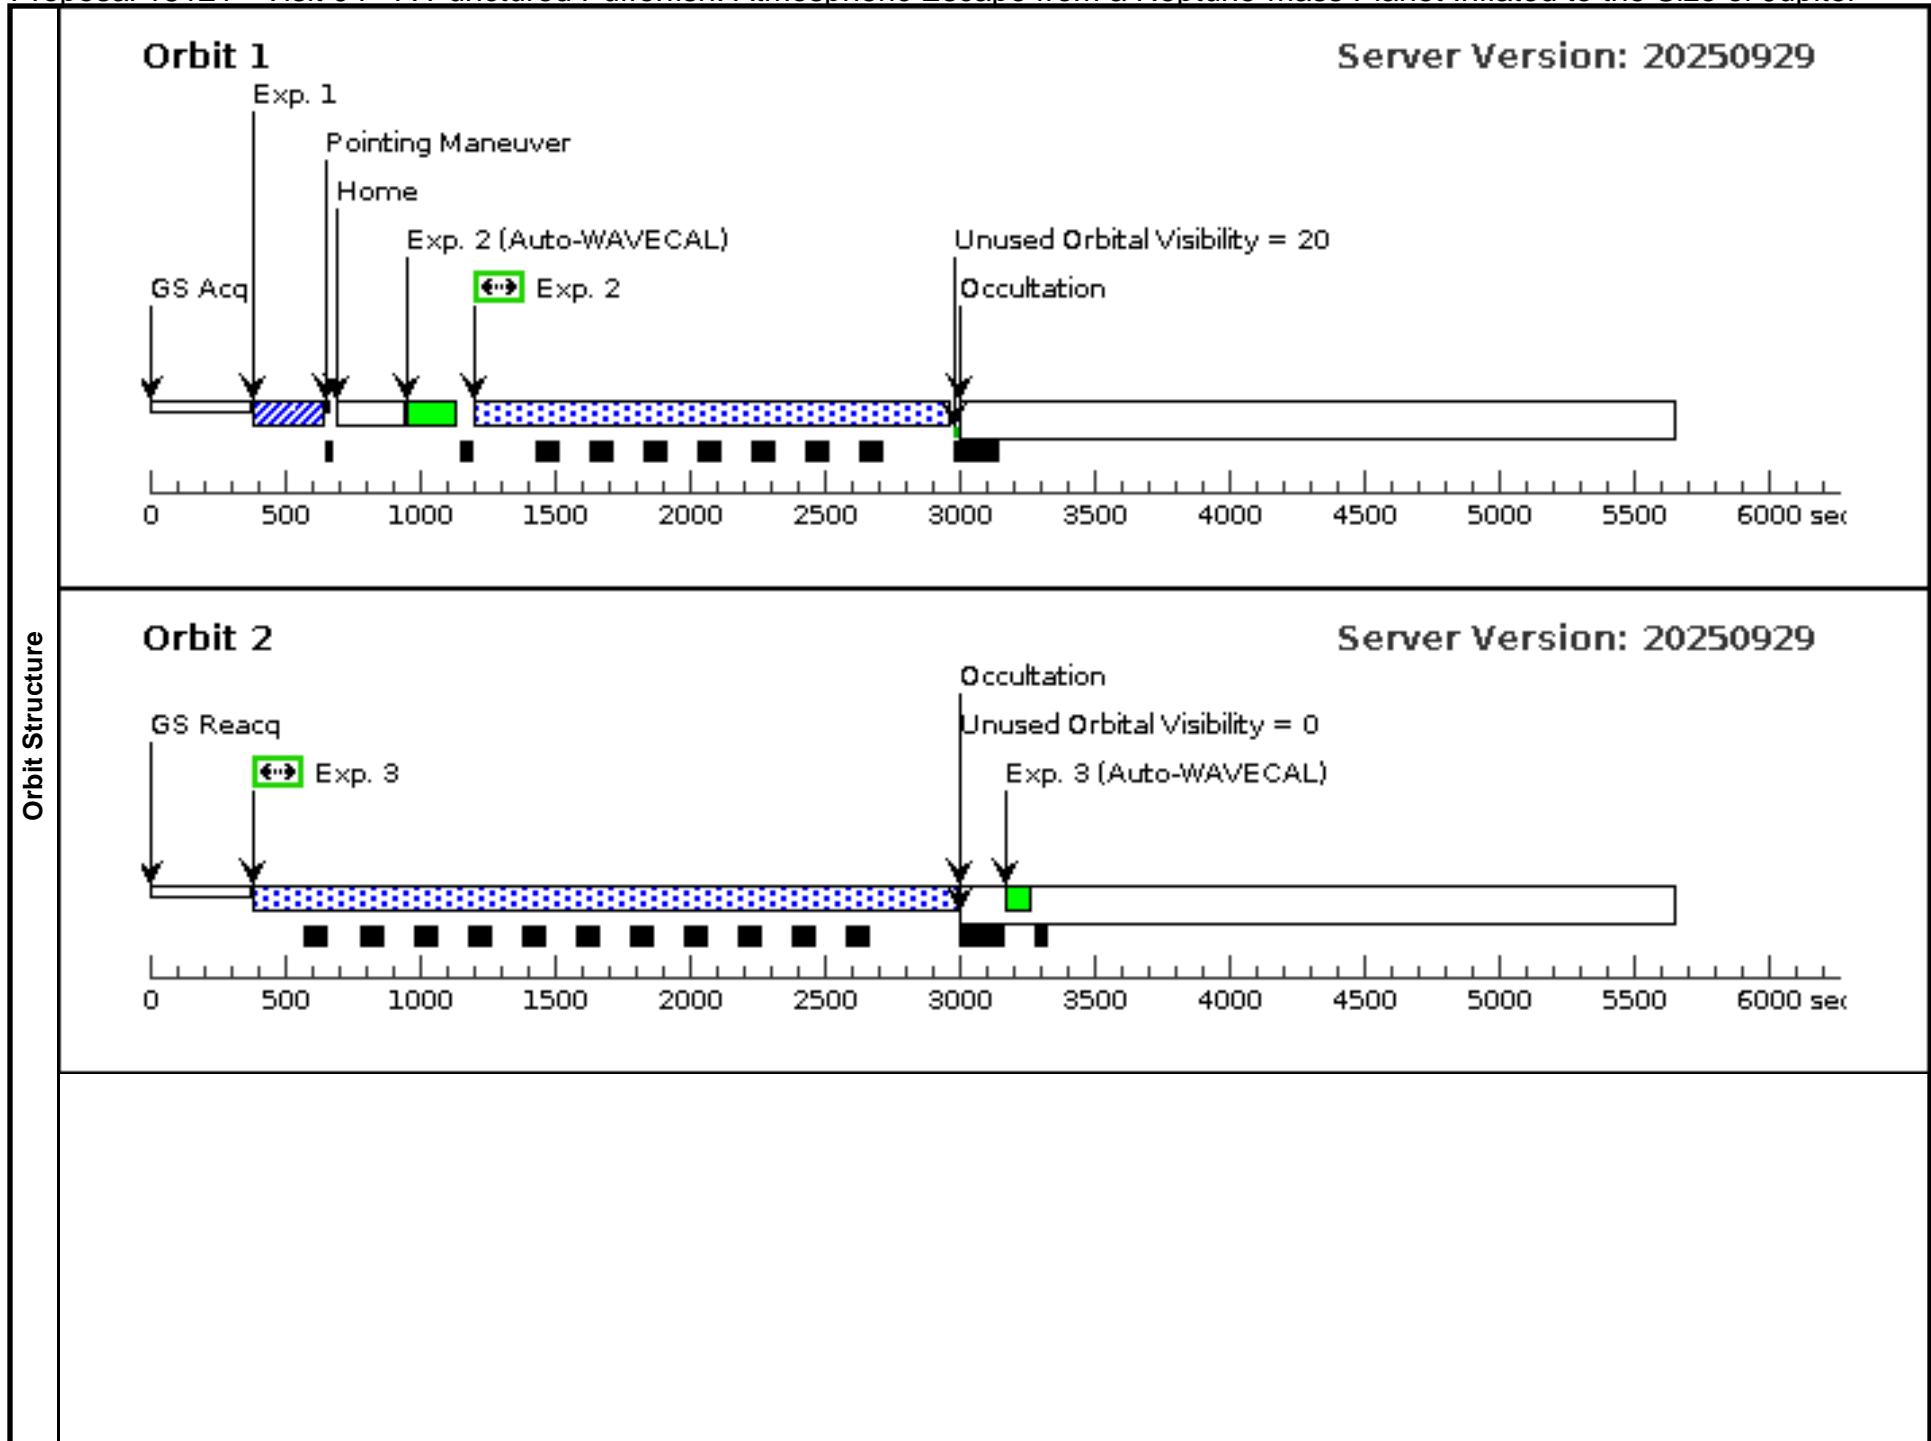 Orbit Structure
Orbit 1
Server Version: 20250929
Exp. 1
Pointing Maneuver
Home
Exp. 2 (Auto-WAVECAL)
Unused Orbital Visibility = 20
GS Acq
Exp. 2
Occultation
0 500 1000 1500 2000 2500 3000 3500 4000 4500 5000 5500 6000
Orbit 2
Server Version: 20250929
Occultation
GS Reacq
Unused Orbital Visibility = 0
Exp. 3
Exp. 3 (Auto-WAVECAL)
0 500 1000 1500 2000 2500 3000 3500 4000 4500 5000 5500 6000